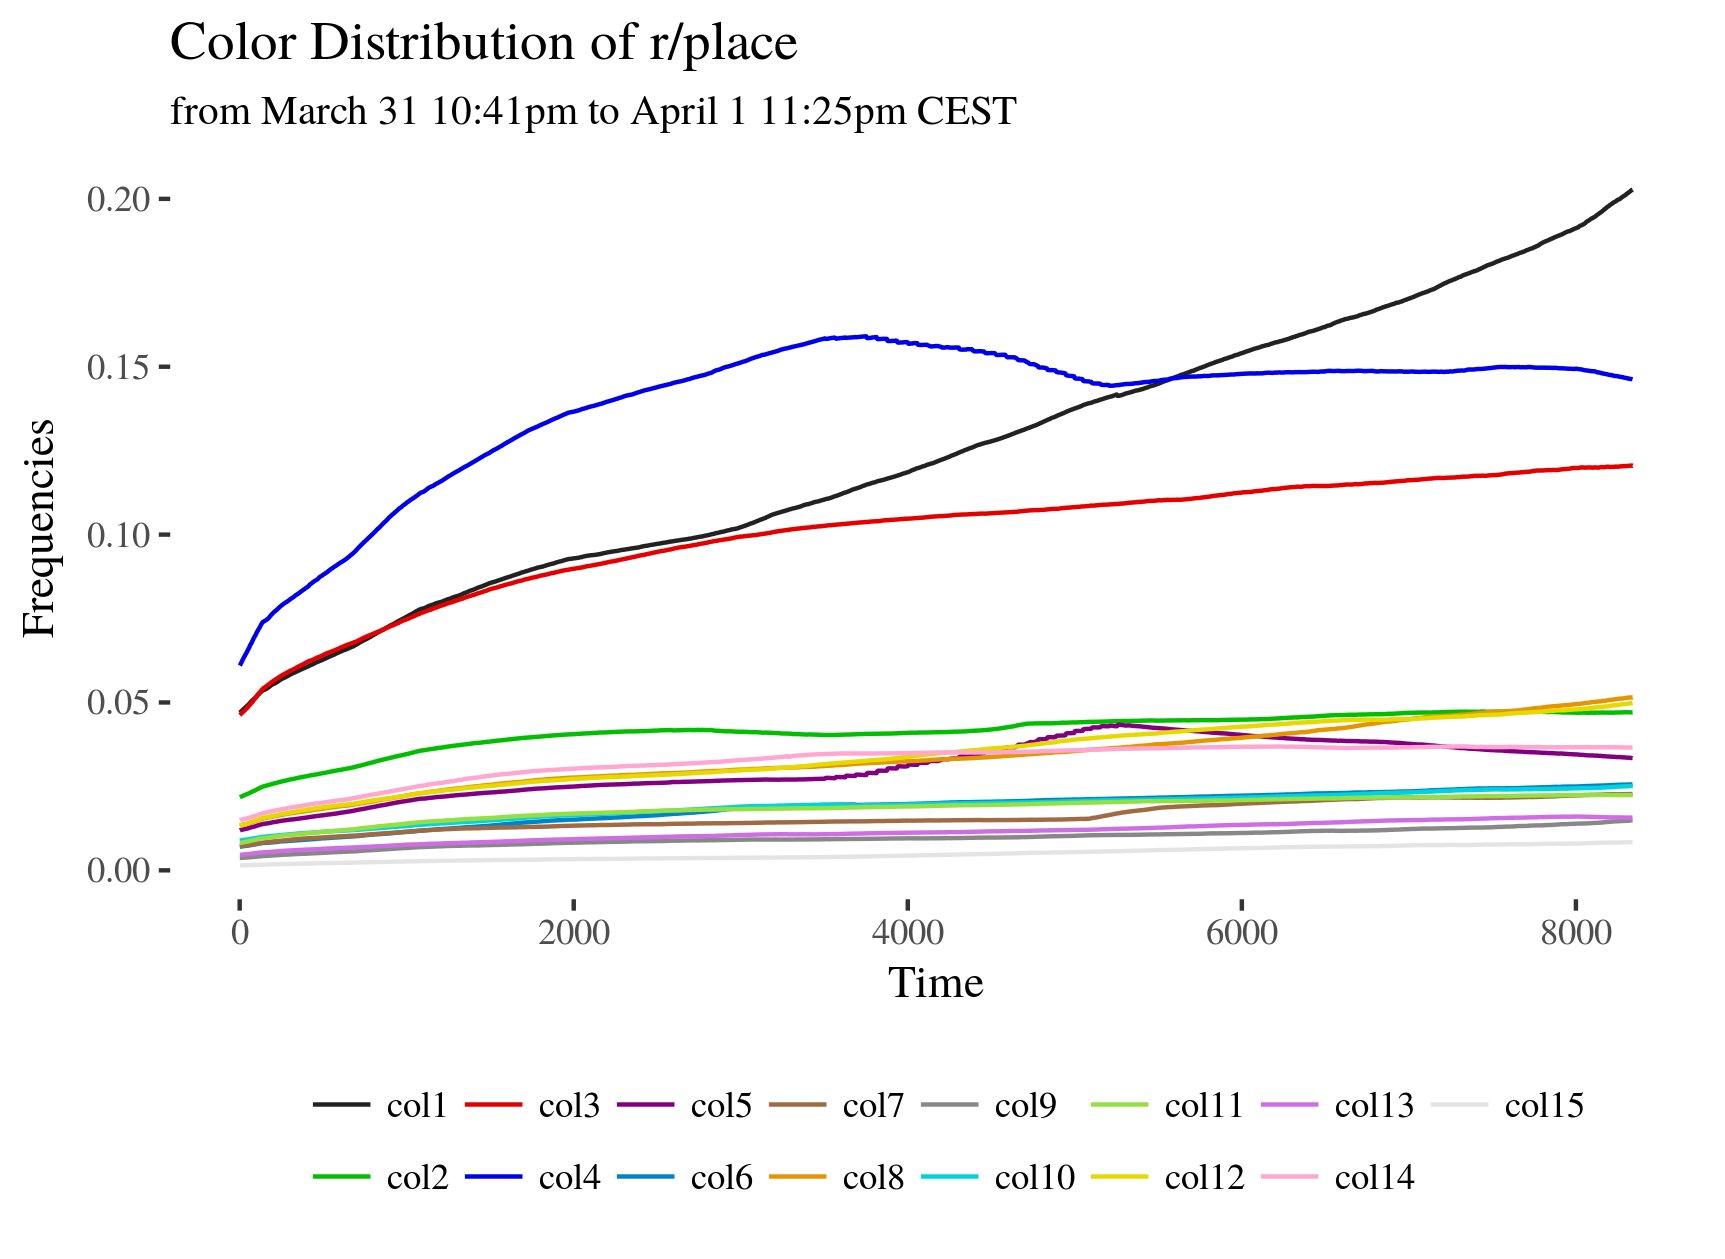 Color Distribution of r/place
from March 31 10:41pm to April 1 11:25pm CEST
Frequencies
0.20
0.15
0.10
0.05
0.00
0 2000 4000 6000 8000
Time
col1 col3 col5 col7 col9 col11 col13 col15
col2 col4 col6 col8 col10 col12 col14